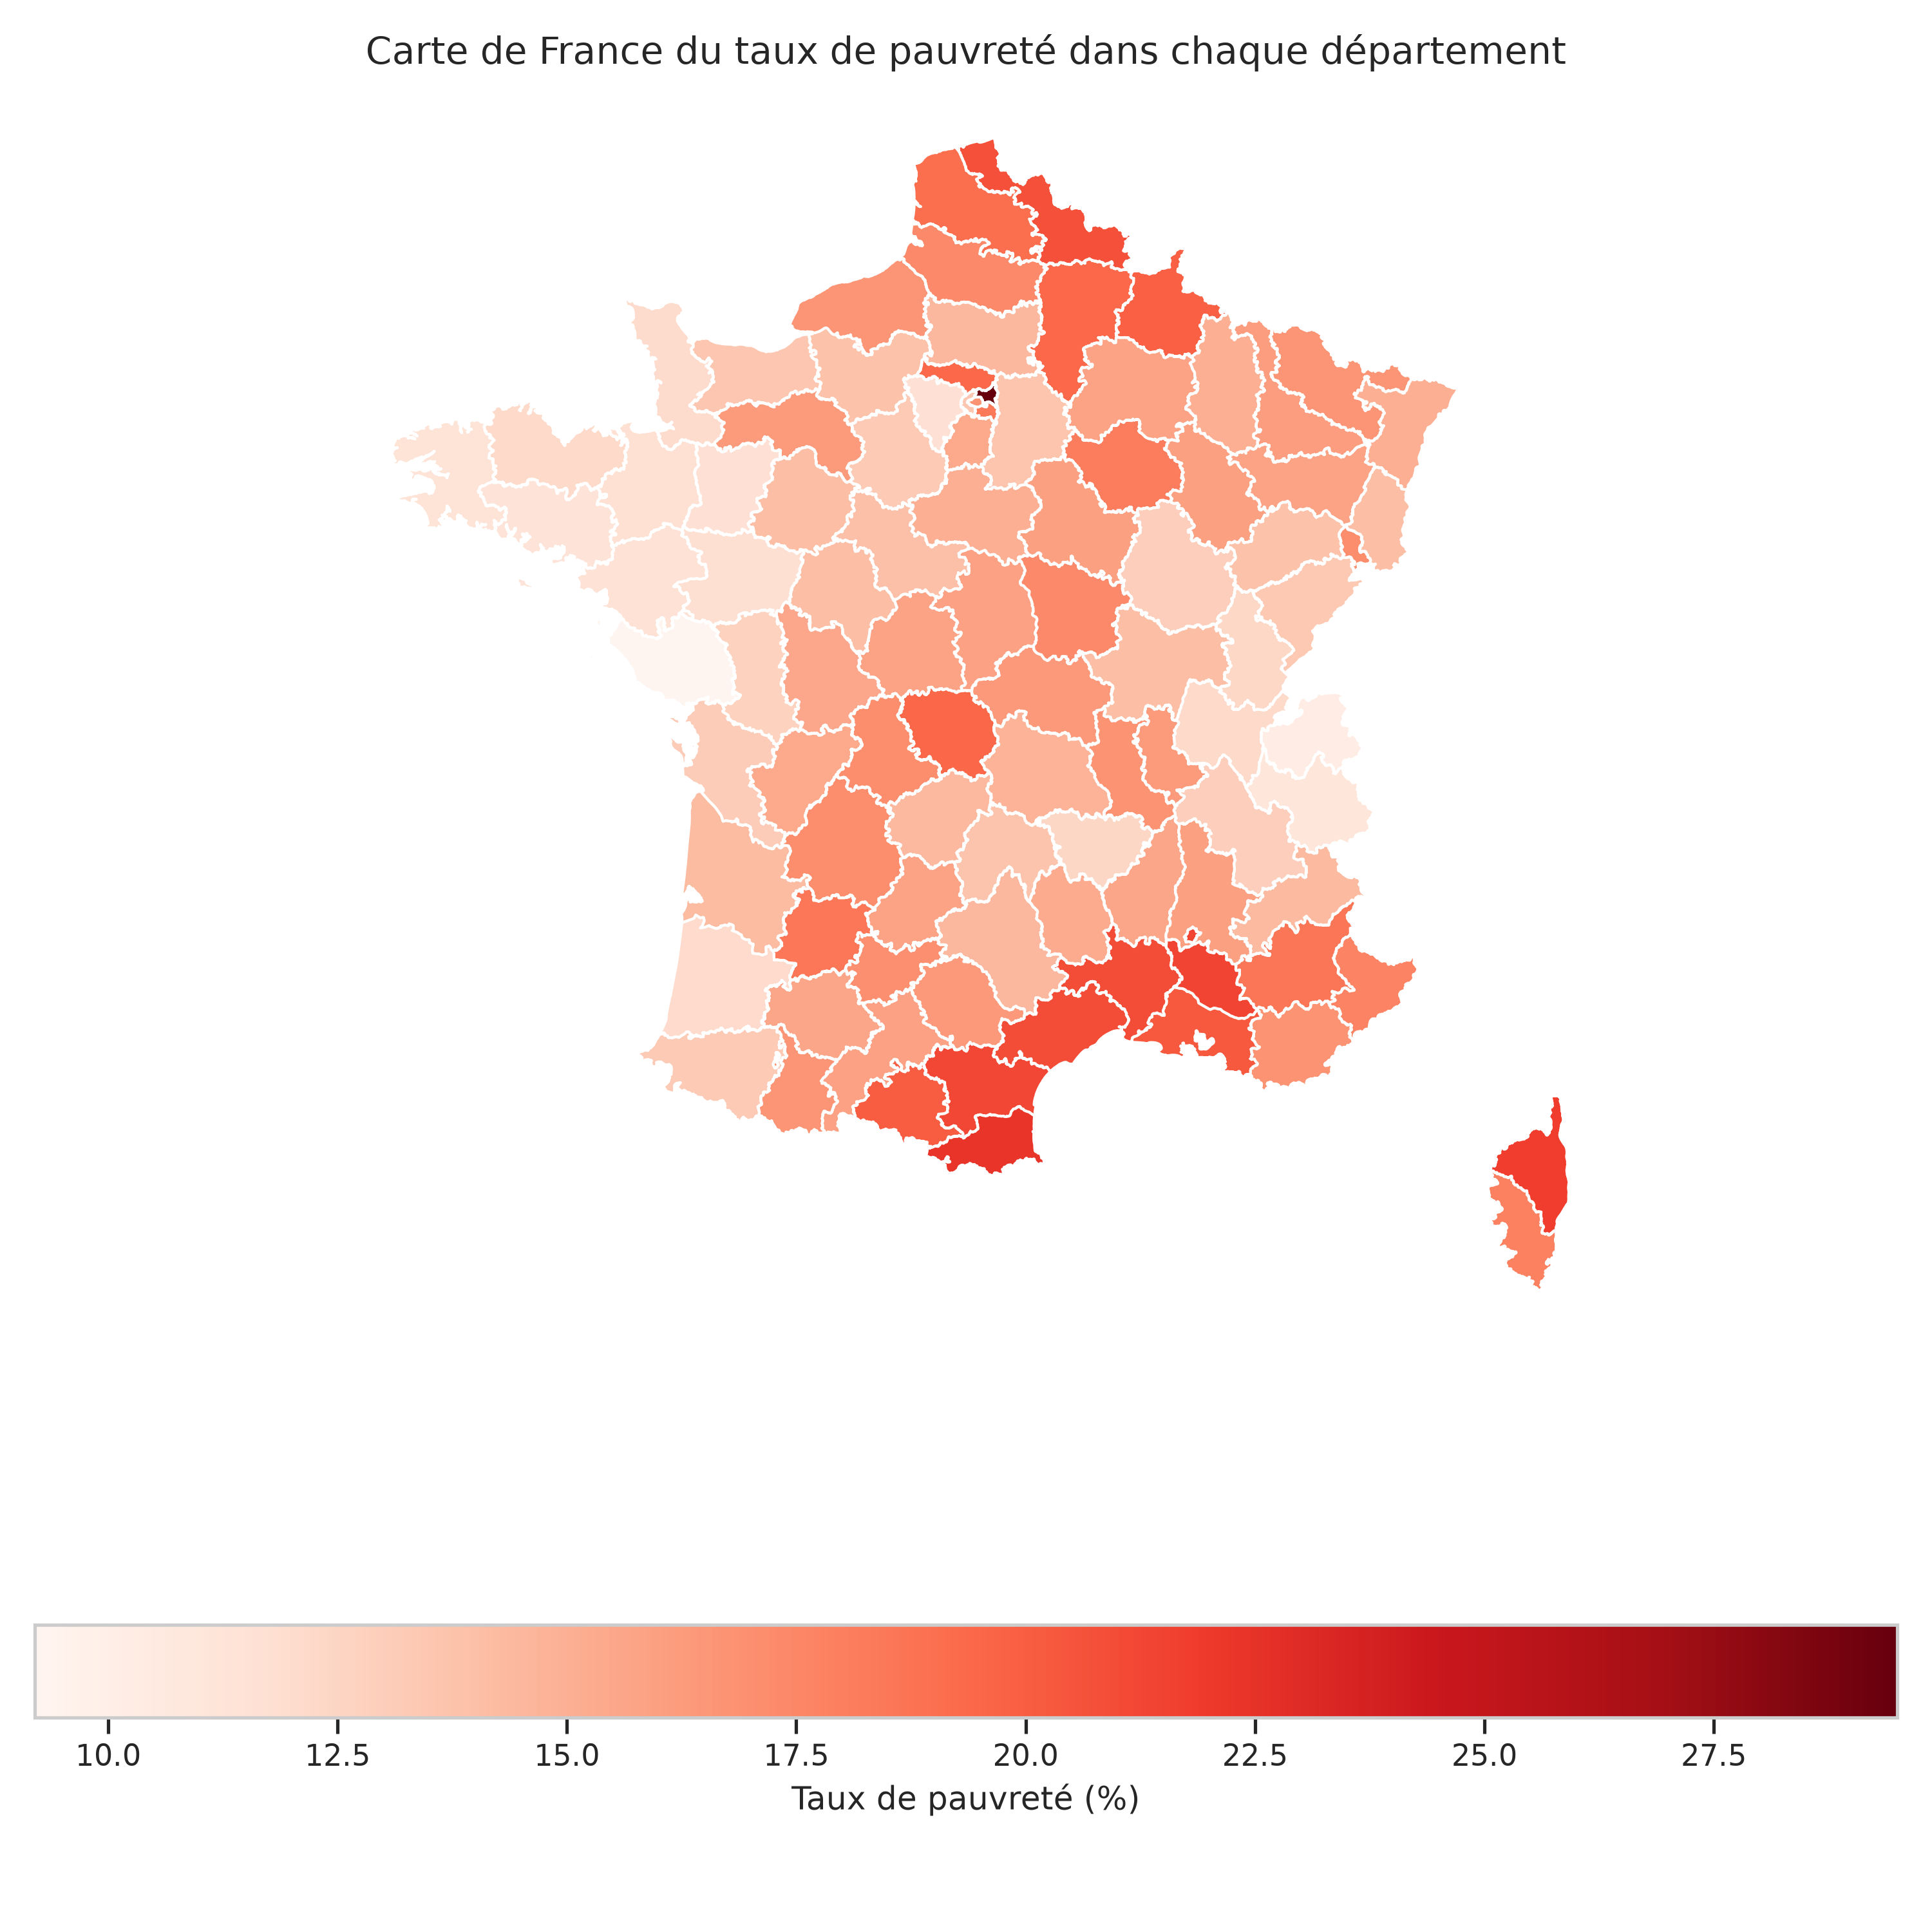 Carte de France du taux de pauvreté dans chaque département
10.0 12.5 15.0 17.5 20.0 22.5 25.0 27.5
Taux de pauvreté (%)